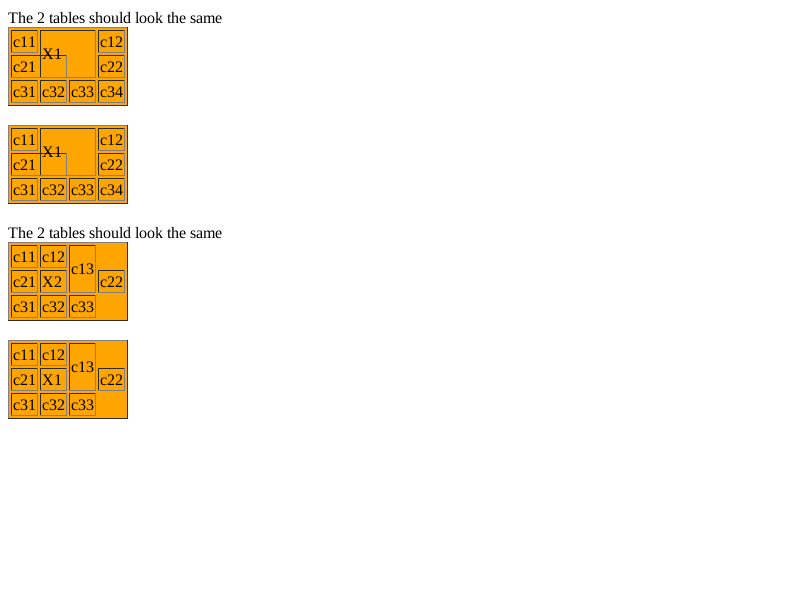 The 2 tables should look the same
c11 X1 c12
c21 c22
c31 c32 c33 c34
c11 X1 c12
c21 c22
c31 c32 c33 c34
The 2 tables should look the same
c11 c12 c13
c21 X2 c22
c31 c32 c33
c11 c12 c13
c21 X1 c22
c31 c32 c33